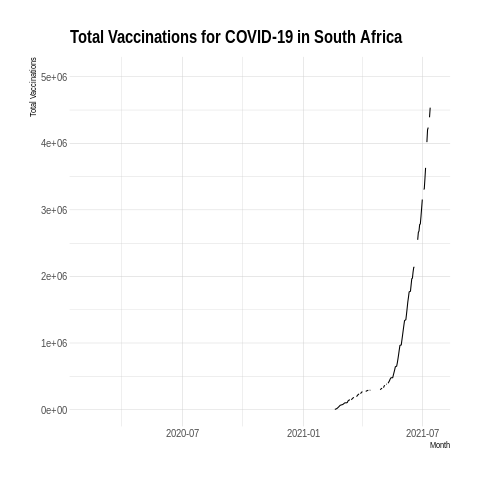 Total Vaccinations for COVID-19 in South Africa
Total Vaccinations
5e+06
4e+06
3e+06
2e+06
1e+06
0e+00
2020-07
2021-01
2021-07
Month